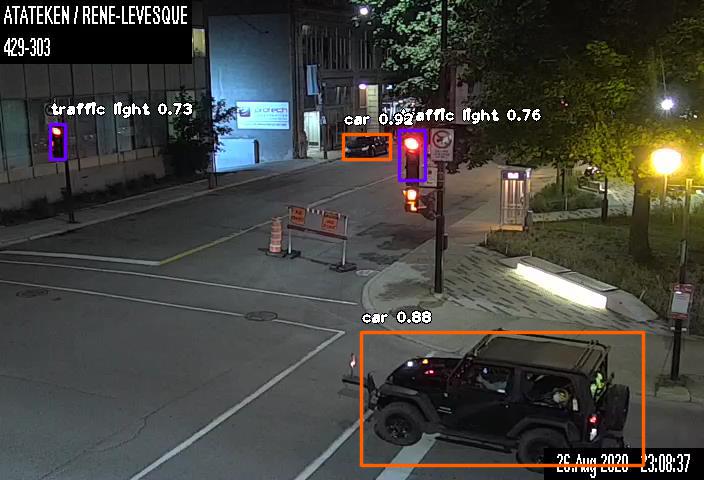 ATATEKEN / RENE-LEVESQUE
429-303
traffic light 0.73
car 0.92
traffic light 0.76
protech
car 0.88
26.Aug 2020 23:08:37